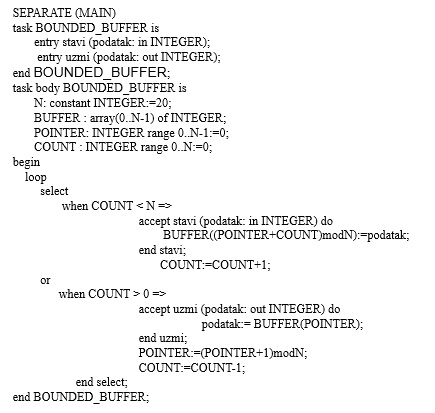 SEPARATE (MAIN)
task BOUNDED_BUFFER is
entry stavi (podatak: in INTEGER);
entry uzmi (podatak: out INTEGER);
end BOUNDED_BUFFER;
task body BOUNDED_BUFFER is
N: constant INTEGER:=20;
BUFFER : array(0..N-1) of INTEGER;
POINTER: INTEGER range 0..N-1:=0;
COUNT : INTEGER range 0..N:=0;
begin
loop
select
when COUNT < N =>
accept stavi (podatak: in INTEGER) do
BUFFER((POINTER+COUNT)modN):=podatak;
end stavi;
COUNT:=COUNT+1;
or
when COUNT > 0 =>
accept uzmi (podatak: out INTEGER) do
podatak:= BUFFER(POINTER);
end uzmi;
POINTER:=(POINTER+1)modN;
COUNT:=COUNT-1;
end select;
end BOUNDED_BUFFER;